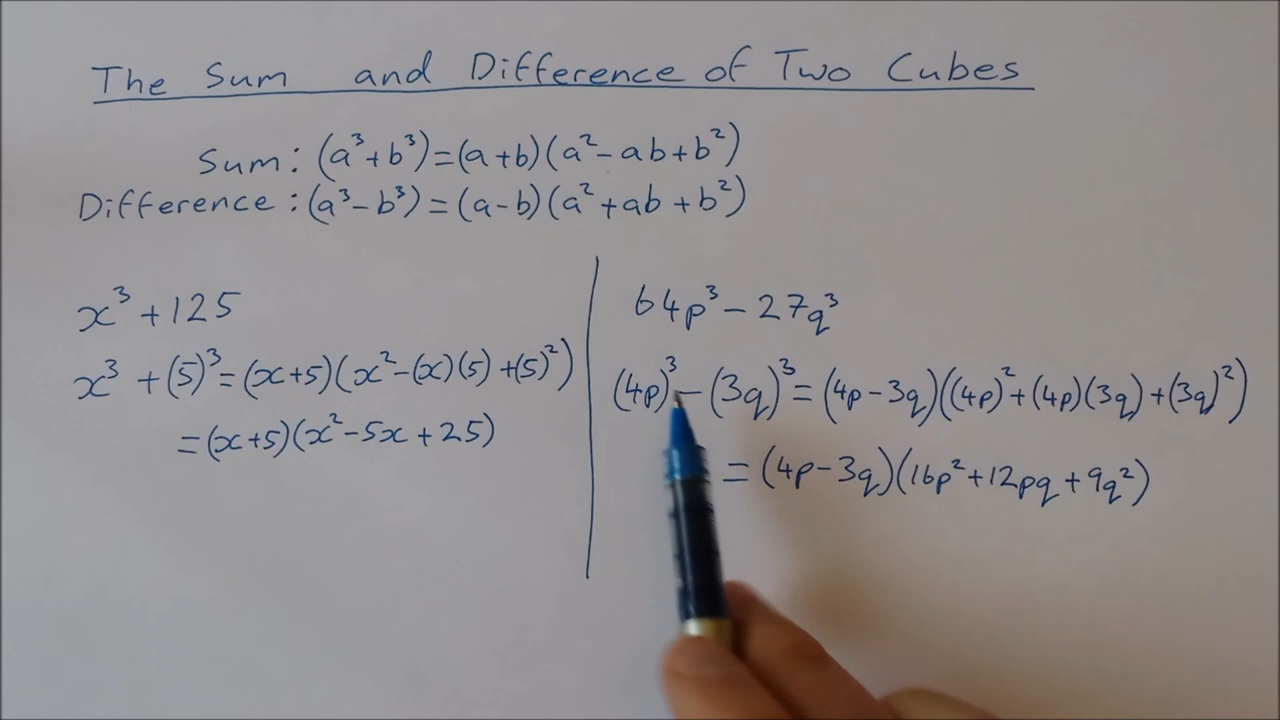 The Sum and Difference of Two Cubes
Sum: (a³+b³)=(a+b)(a²-ab+b²)
Difference: (a³-b³)=(a-b)(a²+ab+b²)
x³+125
x³+(5)³=(x+5)(x²-(x)(5)+(5)²)
=(x+5)(x²-5x+25)
64p³-27q³
(4p)³-(3q)³=(4p-3q)((4p)²+(4p)(3q)+(3q)²)
=(4p-3q)(16p²+12pq+9q²)